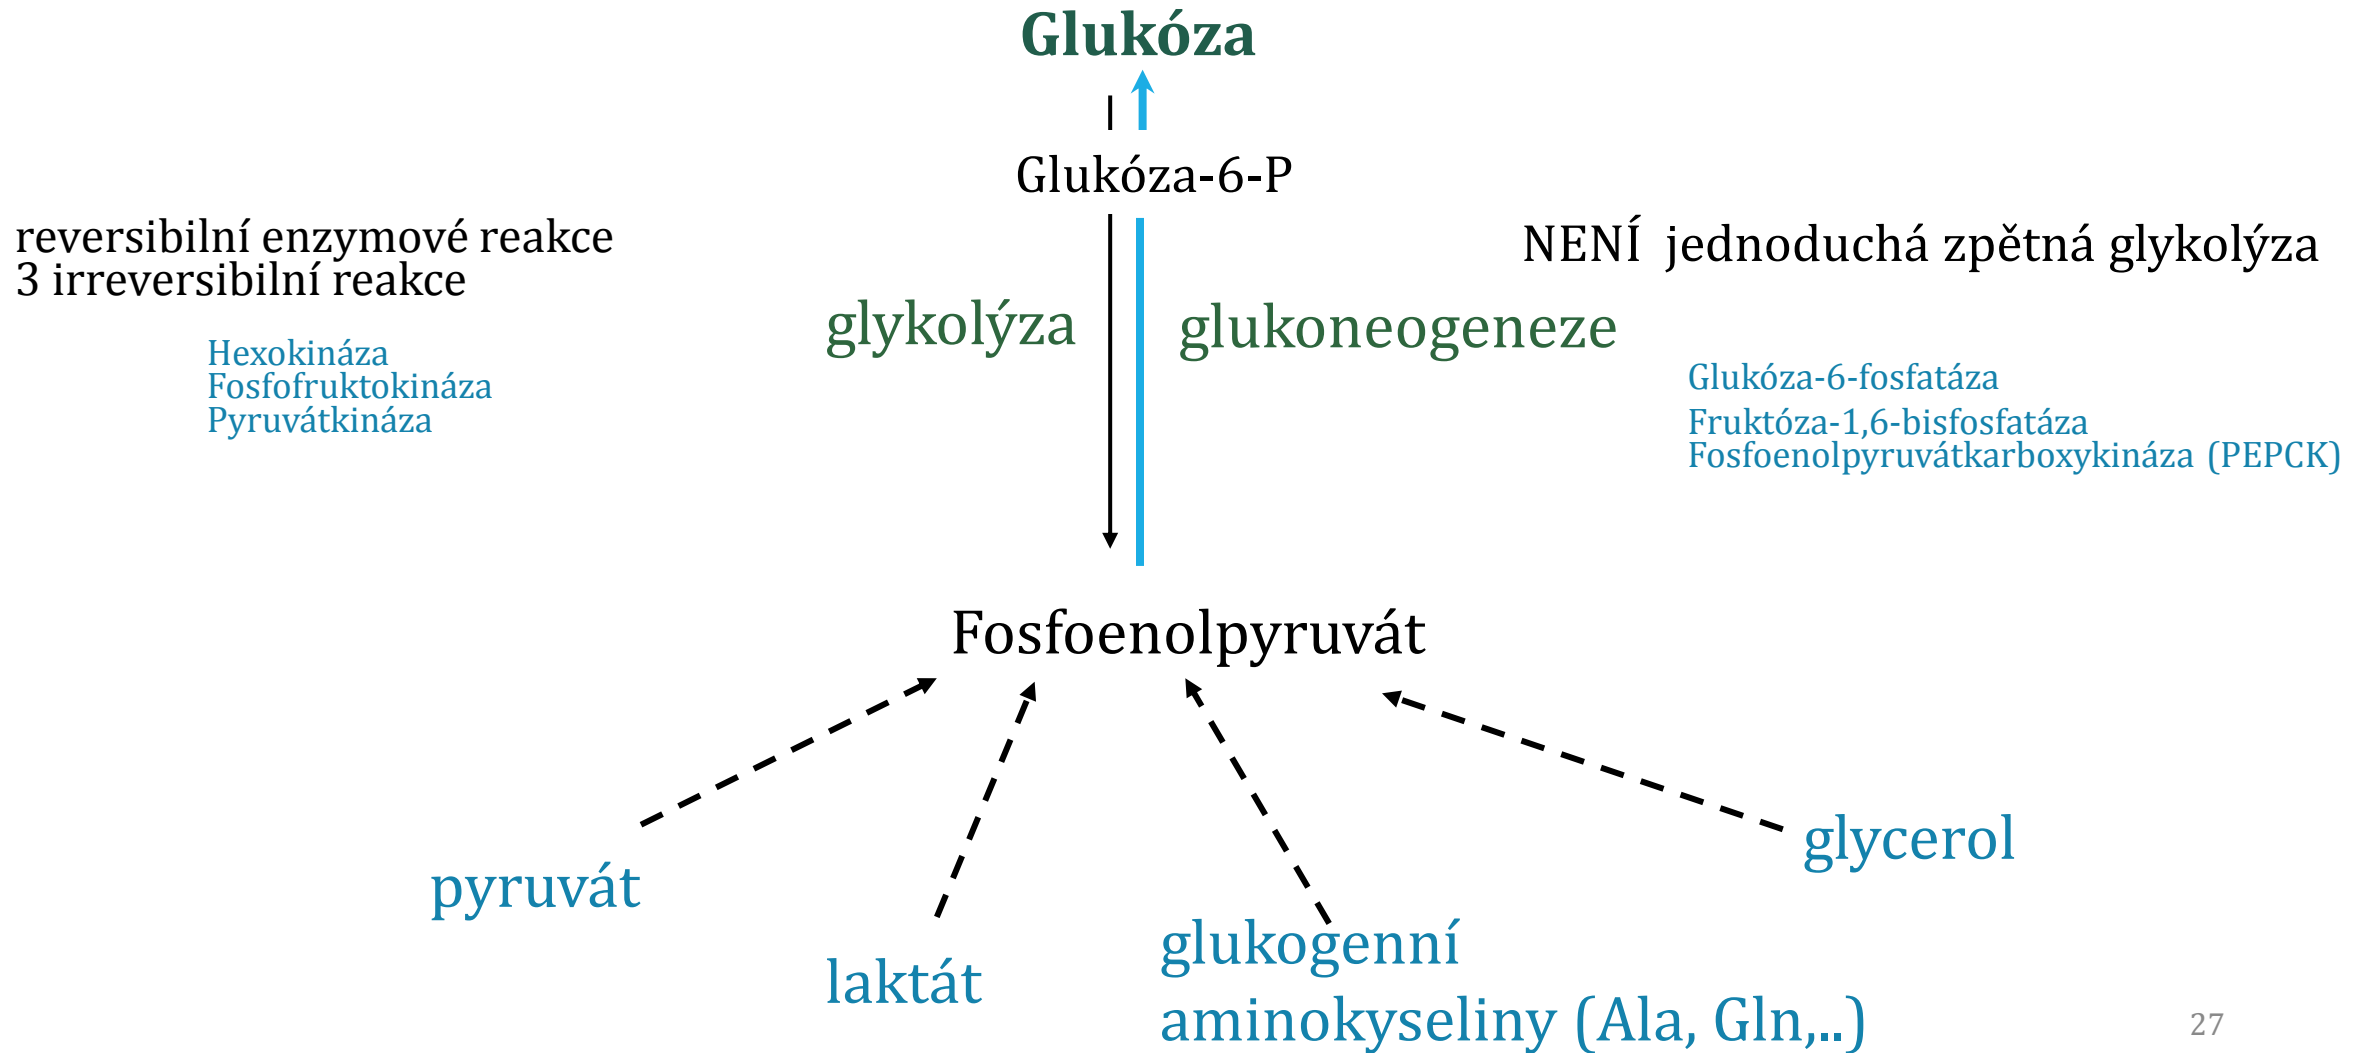 Glukóza
Glukóza-6-P
reversibilní enzymové reakce
3 irreversibilní reakce
Hexokináza
Fosfofruktokináza
Pyruvátkináza
glykolýza
glukoneogeneze
NENÍ  jednoduchá zpětná glykolýza
Glukóza-6-fosfatáza
Fruktóza-1,6-bisfosfatáza
Fosfoenolpyruvátkarboxykináza (PEPCK)
Fosfoenolpyruvát
pyruvát
laktát
glukogenní
aminokyseliny (Ala, Gln,..)
glycerol
27